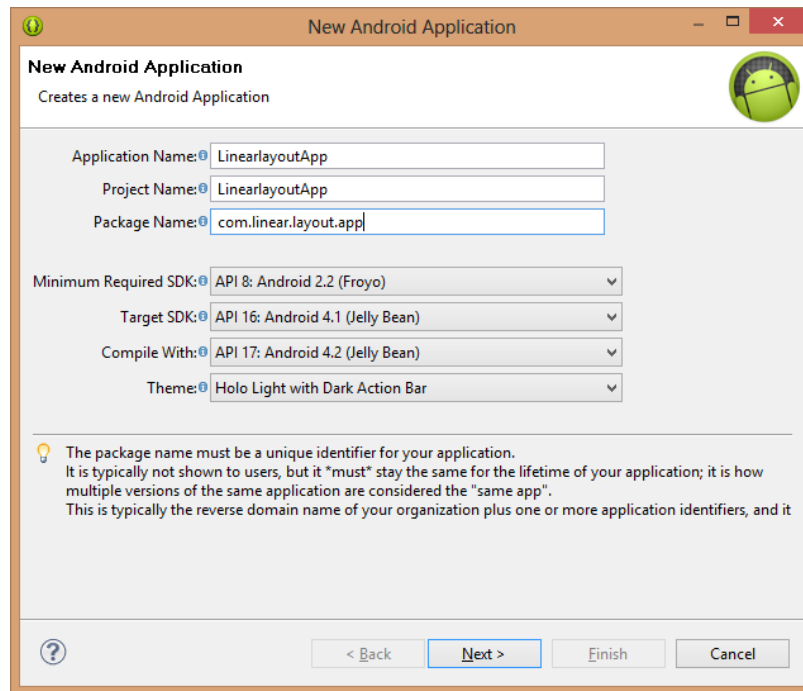 New Android Application
New Android Application
Creates a new Android Application
Application Name: LinearlayoutApp
Project Name: LinearlayoutApp
Package Name: com.linear.layout.app
Minimum Required SDK: API 8: Android 2.2 (Froyo)
Target SDK: API 16: Android 4.1 (Jelly Bean)
Compile With: API 17: Android 4.2 (Jelly Bean)
Theme: Holo Light with Dark Action Bar
The package name must be a unique identifier for your application.
It is typically not shown to users, but it *must* stay the same for the lifetime of your application; it is how
multiple versions of the same application are considered the "same app".
This is typically the reverse domain name of your organization plus one or more application identifiers, and it
? < Back Next > Finish Cancel